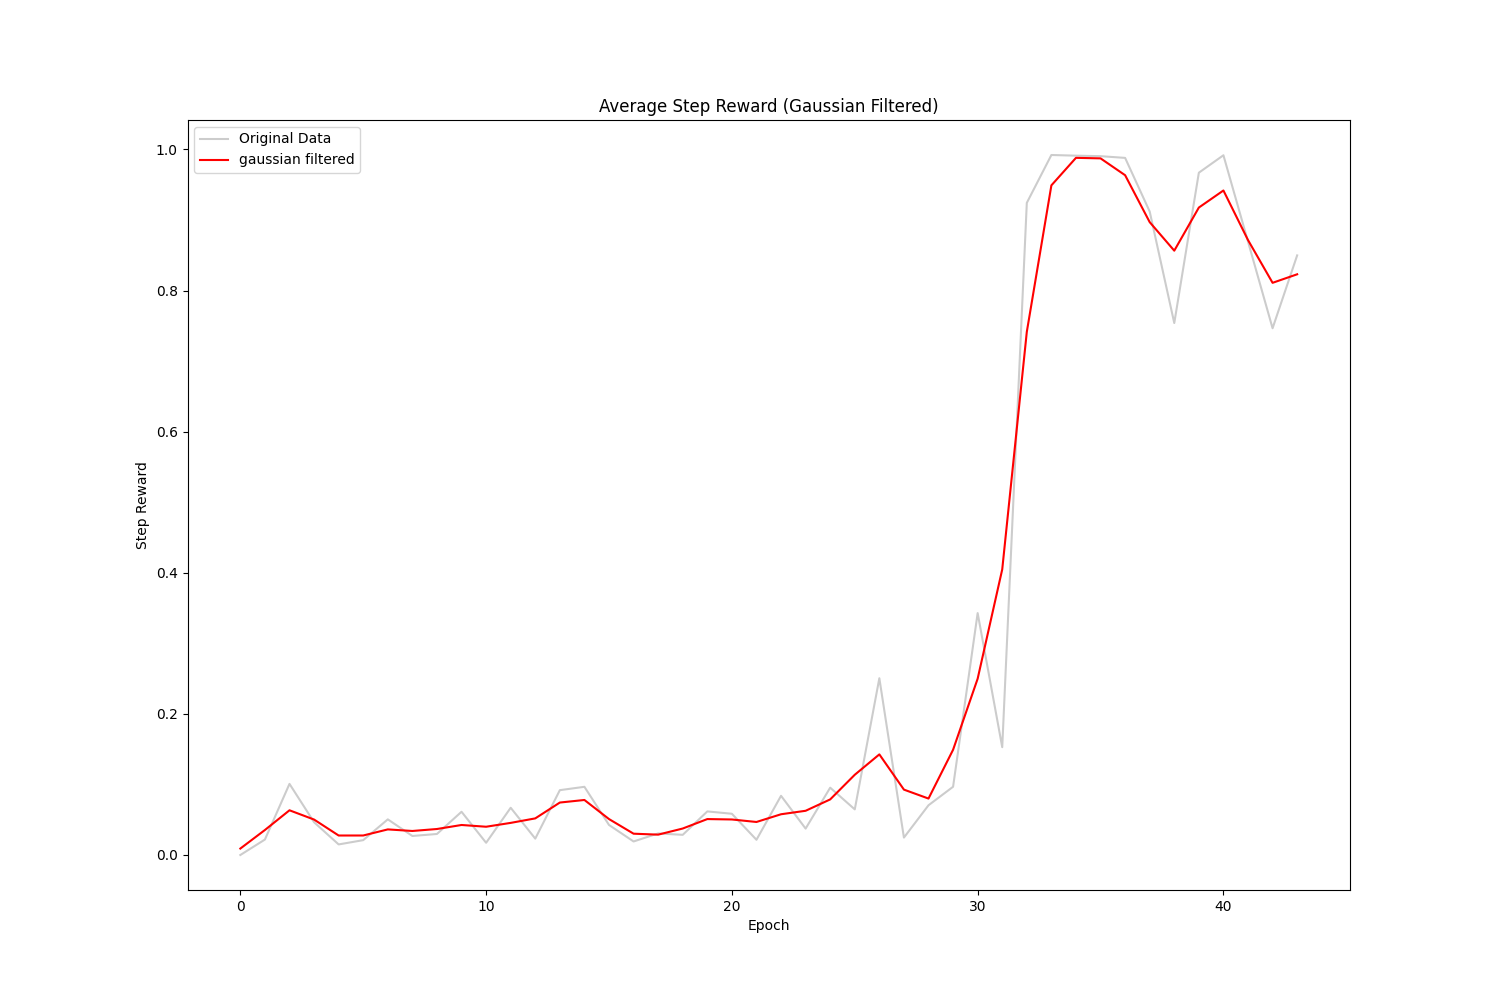 Average Step Reward (Gaussian Filtered)
Original Data
gaussian filtered
1.0
0.8
0.6
0.4
0.2
0.0
Step Reward
0 10 20 30 40
Epoch